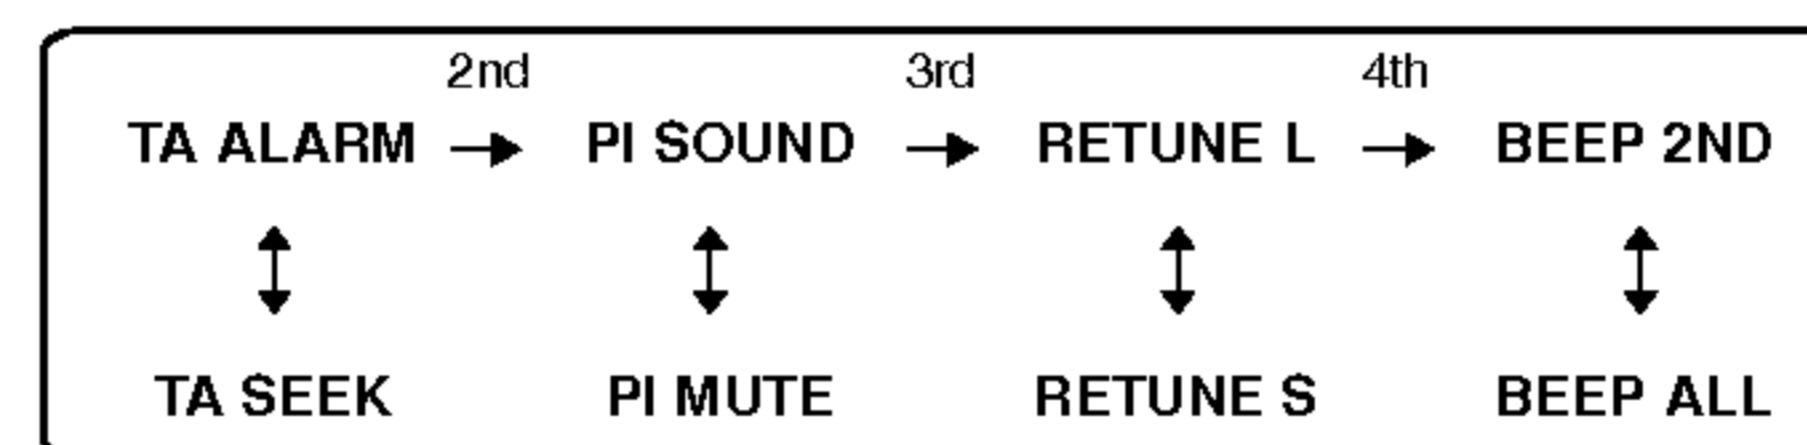 2nd 3rd 4th
TA ALARM PI SOUND RETUNE L BEEP 2ND
TA SEEK PI MUTE RETUNE S BEEP ALL